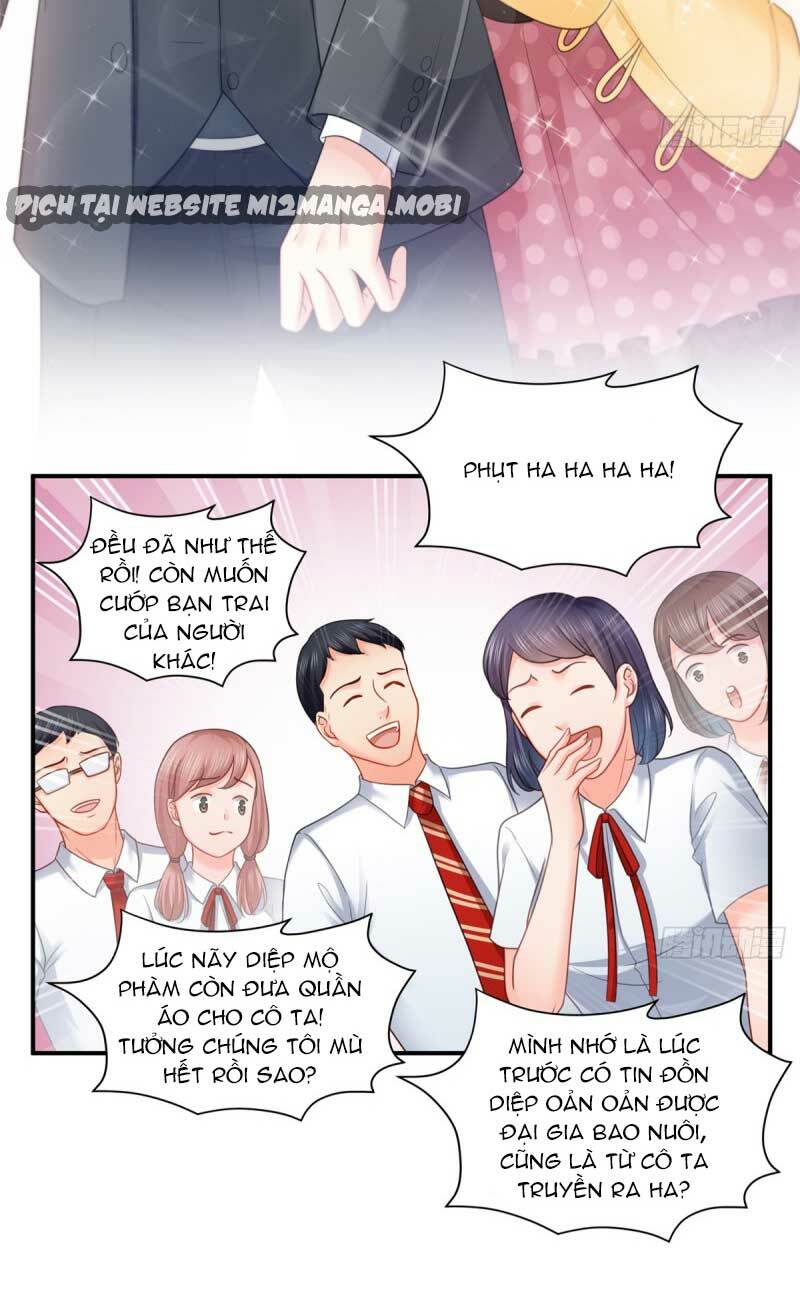 DỊCH TẠI WEBSITE MI2MANGA.MOBI
PHỤT HA HA HA HA!
ĐỀU ĐÃ NHƯ THẾ
RỒI! CÒN MUỐN
CƯỚP BẠN TRAI
CỦA NGƯỜI
KHÁC!
LÚC NÃY DIỆP MỘ
PHÀM CÒN ĐƯA QUẦN
ÁO CHO CÔ TA!
TƯỞNG CHÚNG TÔI MÙ
HẾT RỒI SAO?
MÌNH NHỚ LÀ LÚC
TRƯỚC CÓ TIN ĐỒN
DIỆP OẢN OẢN ĐƯỢC
ĐẠI GIA BAO NUÔI,
CŨNG LÀ TỪ CÔ TA
TRUYỀN RA HA?